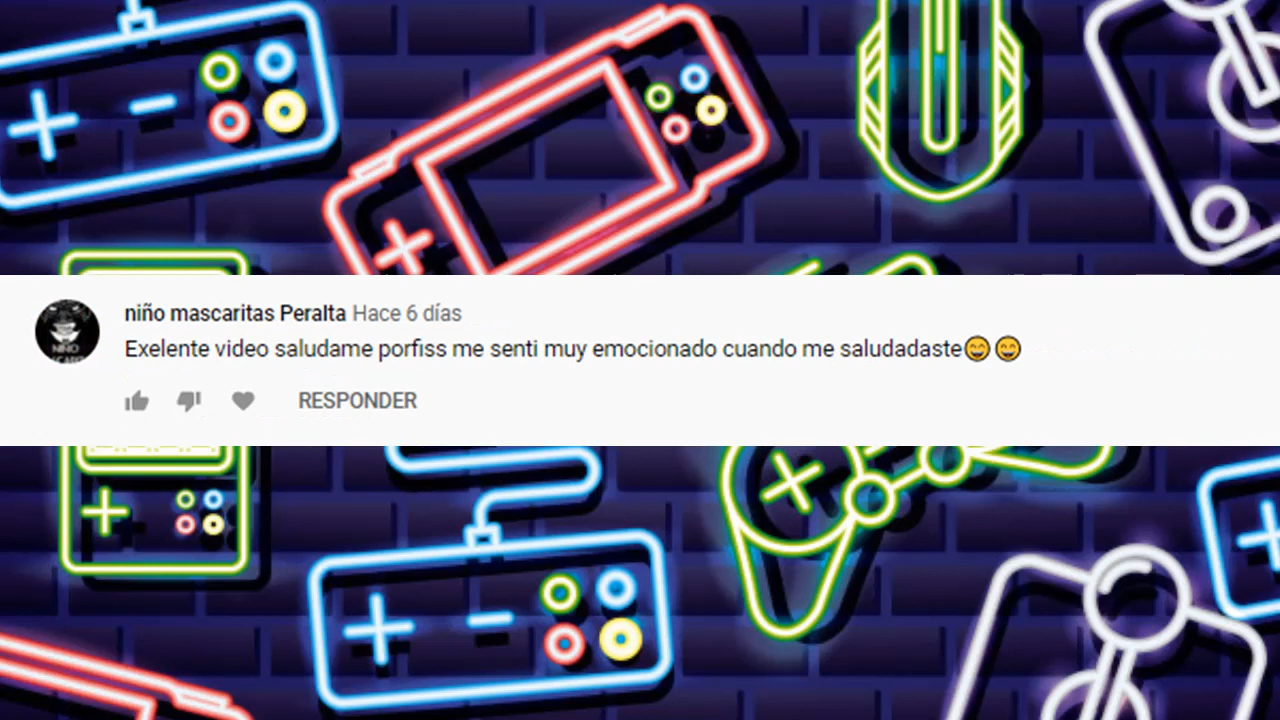 niño mascaritas Peralta Hace 6 días
Exelente video saludame porfiss me senti muy emocionado cuando me saludadaste😄😄
RESPONDER